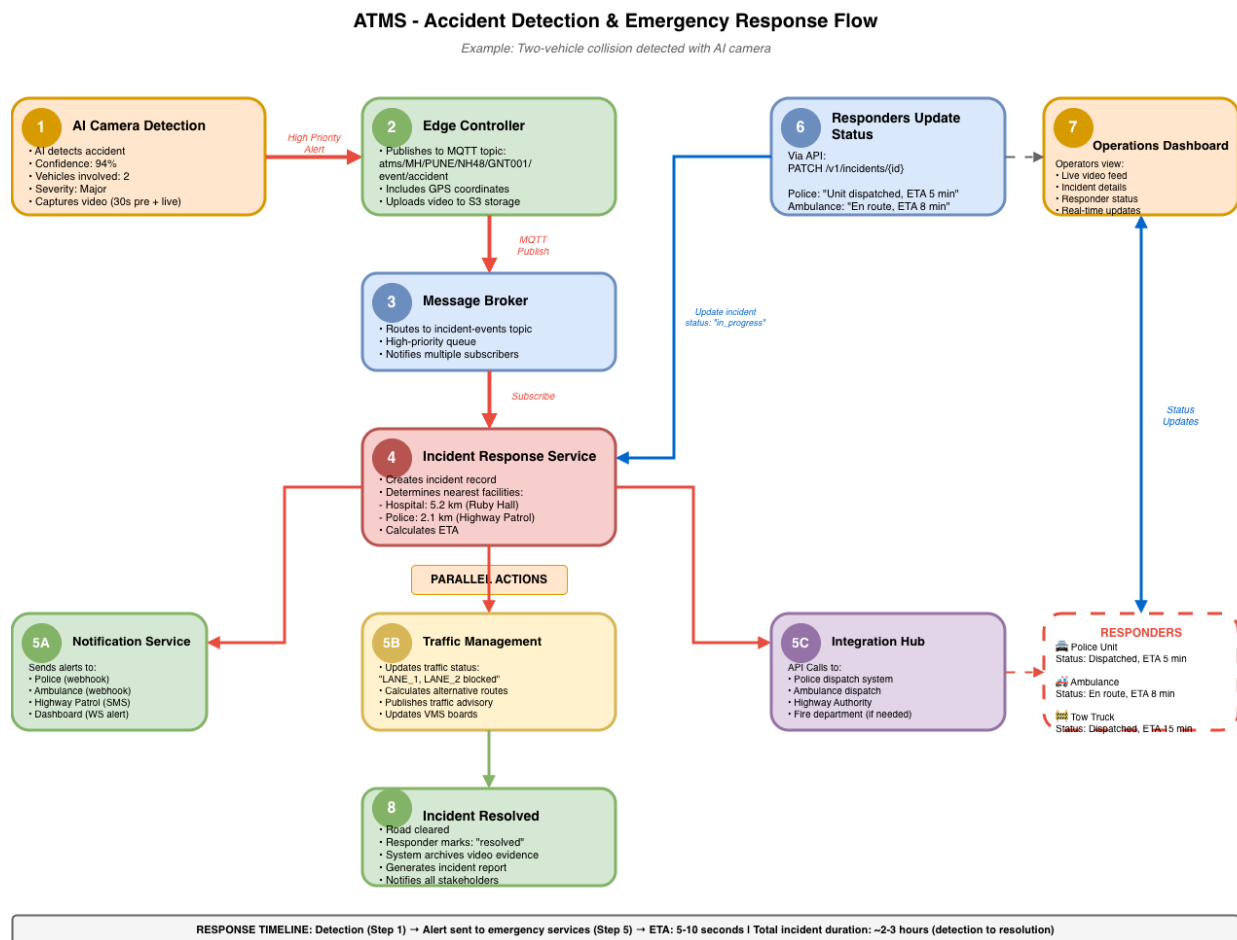 ATMS - Accident Detection & Emergency Response Flow
Example: Two-vehicle collision detected with AI camera
1
AI Camera Detection
• AI detects accident
• Confidence: 94%
• Vehicles involved: 2
• Severity: Major
• Captures video (30s pre + live)
High Priority
Alert
2
Edge Controller
• Publishes to MQTT topic:
atms/MH/PUNE/NH48/GNT001/
event/accident
• Includes GPS coordinates
• Uploads video to S3 storage
6
Responders Update
Status
Via API:
PATCH /v1/incidents/{id}
Police: "Unit dispatched, ETA 5 min"
Ambulance: "En route, ETA 8 min"
7
Operations Dashboard
Operators view:
• Live video feed
• Incident details
• Responder status
• Real-time updates
MQTT
Publish
3
Message Broker
• Routes to incident-events topic
• High-priority queue
• Notifies multiple subscribers
Update incident
status: "in_progress"
Subscribe
Status
Updates
4
Incident Response Service
• Creates incident record
• Determines nearest facilities:
- Hospital: 5.2 km (Ruby Hall)
- Police: 2.1 km (Highway Patrol)
• Calculates ETA
PARALLEL ACTIONS
5A
Notification Service
Sends alerts to:
• Police (webhook)
• Ambulance (webhook)
• Highway Patrol (SMS)
• Dashboard (WS alert)
5B
Traffic Management
• Updates traffic status:
"LANE_1, LANE_2 blocked"
• Calculates alternative routes
• Publishes traffic advisory
• Updates VMS boards
5C
Integration Hub
API Calls to:
• Police dispatch system
• Ambulance dispatch
• Highway Authority
• Fire department (if needed)
RESPONDERS
🚔 Police Unit
Status: Dispatched, ETA 5 min
🚑 Ambulance
Status: En route, ETA 8 min
🚧 Tow Truck
Status: Dispatched, ETA 15 min
8
Incident Resolved
• Road cleared
• Responder marks: "resolved"
• System archives video evidence
• Generates incident report
• Notifies all stakeholders
RESPONSE TIMELINE: Detection (Step 1) → Alert sent to emergency services (Step 5) → ETA: 5-10 seconds | Total incident duration: ~2-3 hours (detection to resolution)